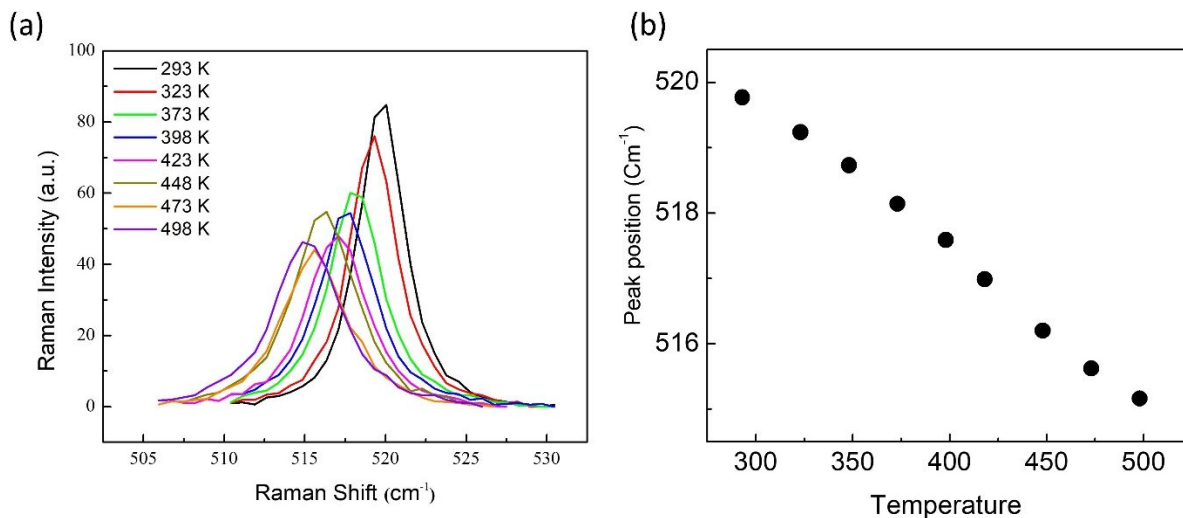 (a)
100
80
60
40
20
0
Raman Intensity (a.u.)
293 K
323 K
373 K
398 K
423 K
448 K
473 K
498 K
505 510 515 520 525 530
Raman Shift (cm⁻¹)
(b)
520
518
516
Peak position (Cm⁻¹)
300 350 400 450 500
Temperature